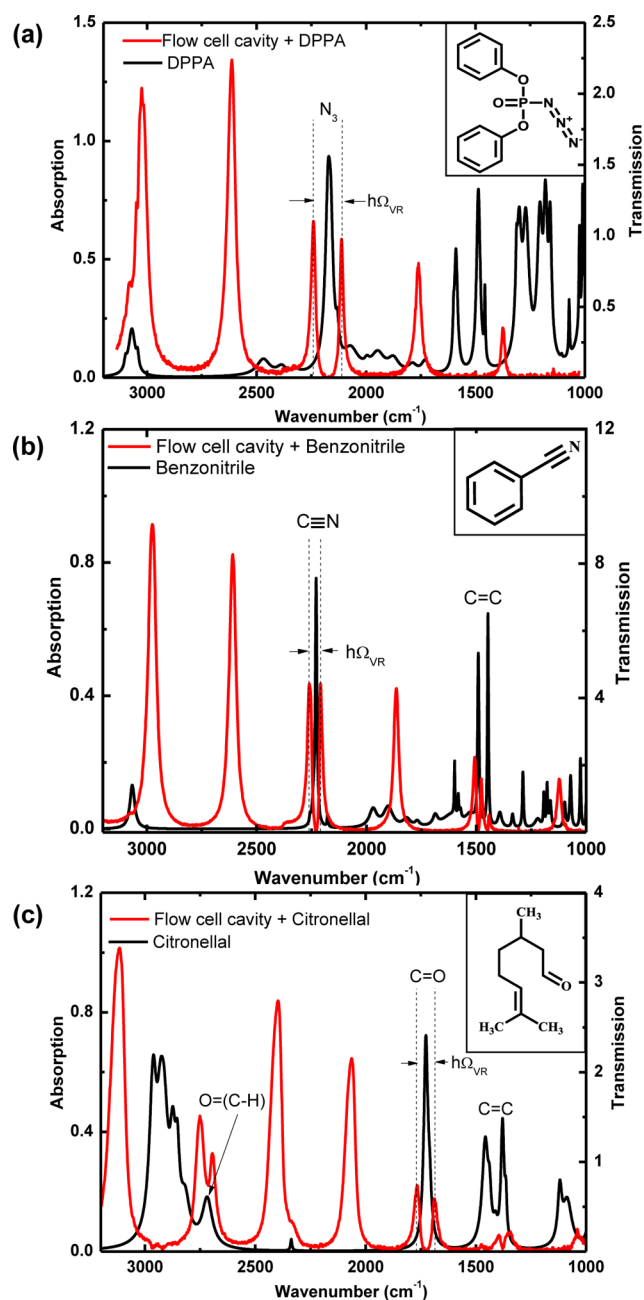 (a)
Flow cell cavity + DPPA
DPPA
N₃
hΩVR
O
O=P-N
O
N⁺
N⁻
Absorption
Transmission
1.5
1.0
0.5
0.0
2.5
2.0
1.5
1.0
0.5
0.0
3000 2500 2000 1500 1000
Wavenumber (cm⁻¹)
(b)
Flow cell cavity + Benzonitrile
Benzonitrile
N
C≡N
hΩVR
C=C
Absorption
Transmission
1.2
0.8
0.4
0.0
12
8
4
3000 2500 2000 1500 1000
Wavenumber (cm⁻¹)
(c)
Flow cell cavity + Citronellal
Citronellal
CH₃
O
H₃C
CH₃
C=O
hΩVR
O=(C-H)
C=C
Absorption
Transmission
1.2
0.8
0.4
0.0
4
3
2
1
3000 2500 2000 1500 1000
Wavenumber (cm⁻¹)